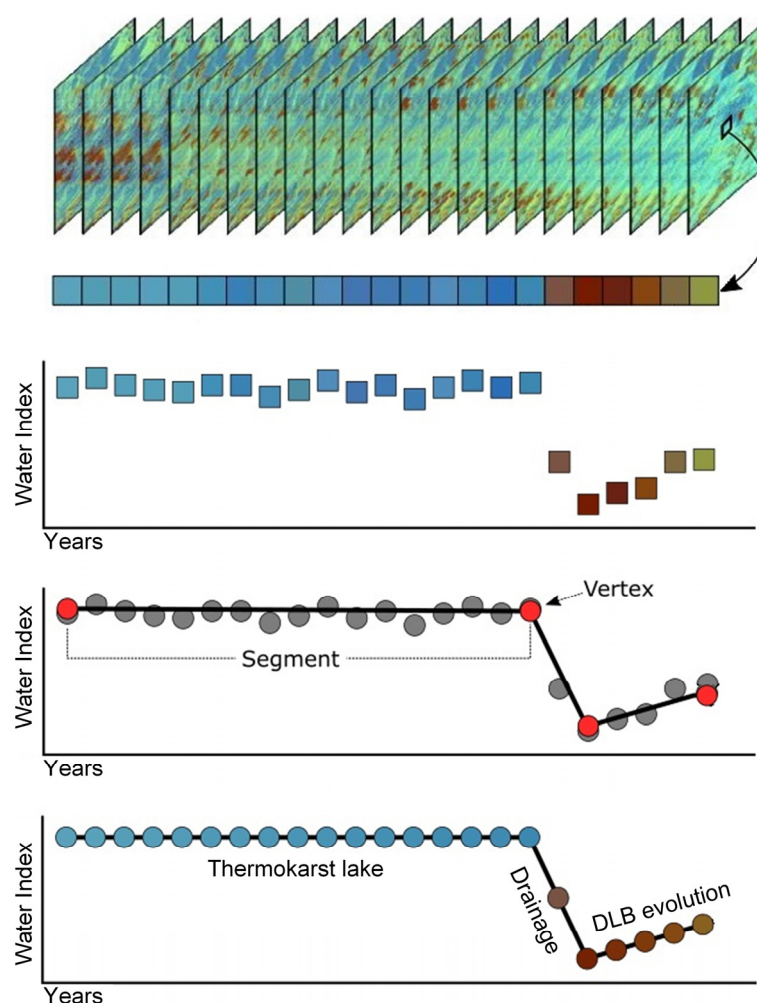 Water Index
Years
Vertex
Segment
Water Index
Years
Thermokarst lake
Drainage
DLB evolution
Water Index
Years